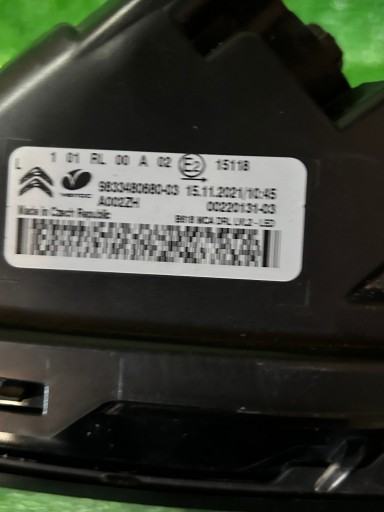 L 1 01 RL 00 A 02 E2 15118
9833480680-03 15.11.2021/10:45
A002ZH 00220131-03
Made in Czech Republic B618 MCA DRL LVL2 - LED